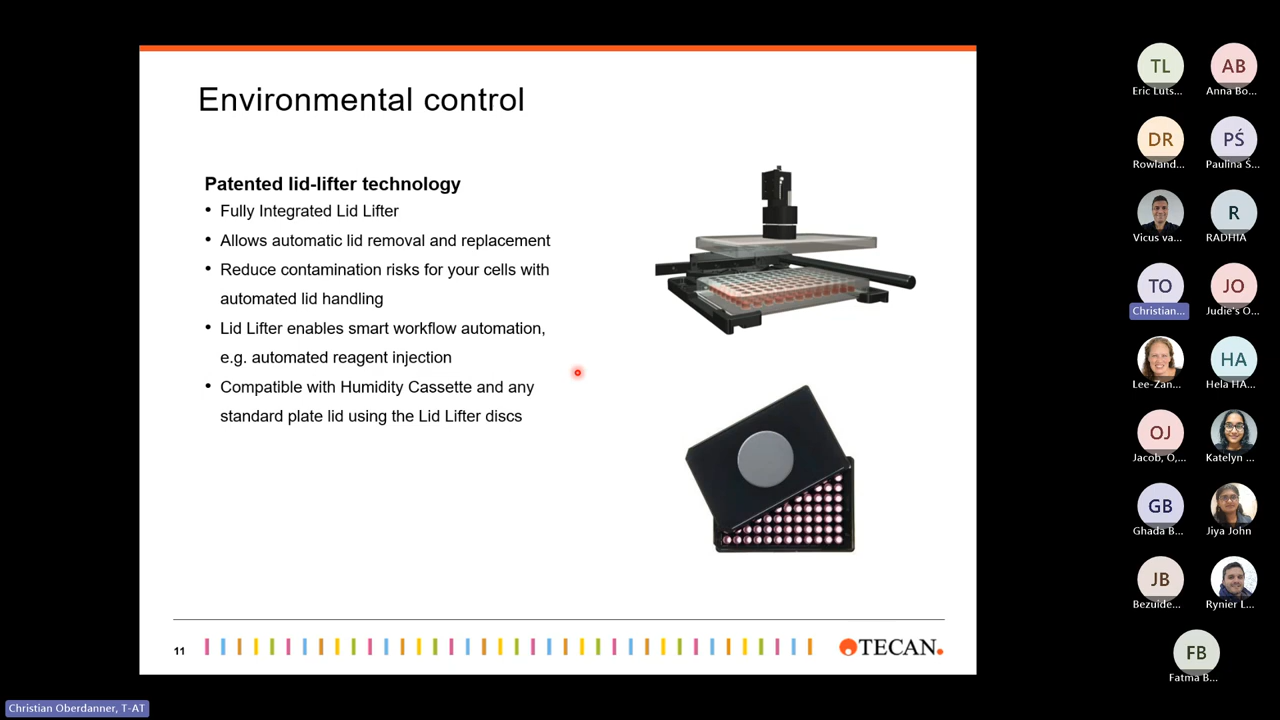 Environmental control
Patented lid-lifter technology
• Fully Integrated Lid Lifter
• Allows automatic lid removal and replacement
• Reduce contamination risks for your cells with
automated lid handling
• Lid Lifter enables smart workflow automation,
e.g. automated reagent injection
• Compatible with Humidity Cassette and any
standard plate lid using the Lid Lifter discs
11
TECAN.
TL
Eric Luts...
AB
Anna Bo...
DR
Rowland...
PŚ
Paulina S...
Vicus va...
R
RADHIA
TO
Christian...
JO
Judie's O...
Lee-Zan...
HA
Hela HA...
OJ
Jacob, O,...
Katelyn ...
GB
Ghada B...
Jiya John
JB
Bezuide...
Rynier L...
FB
Fatma B...
Christian Oberdanner, T-AT